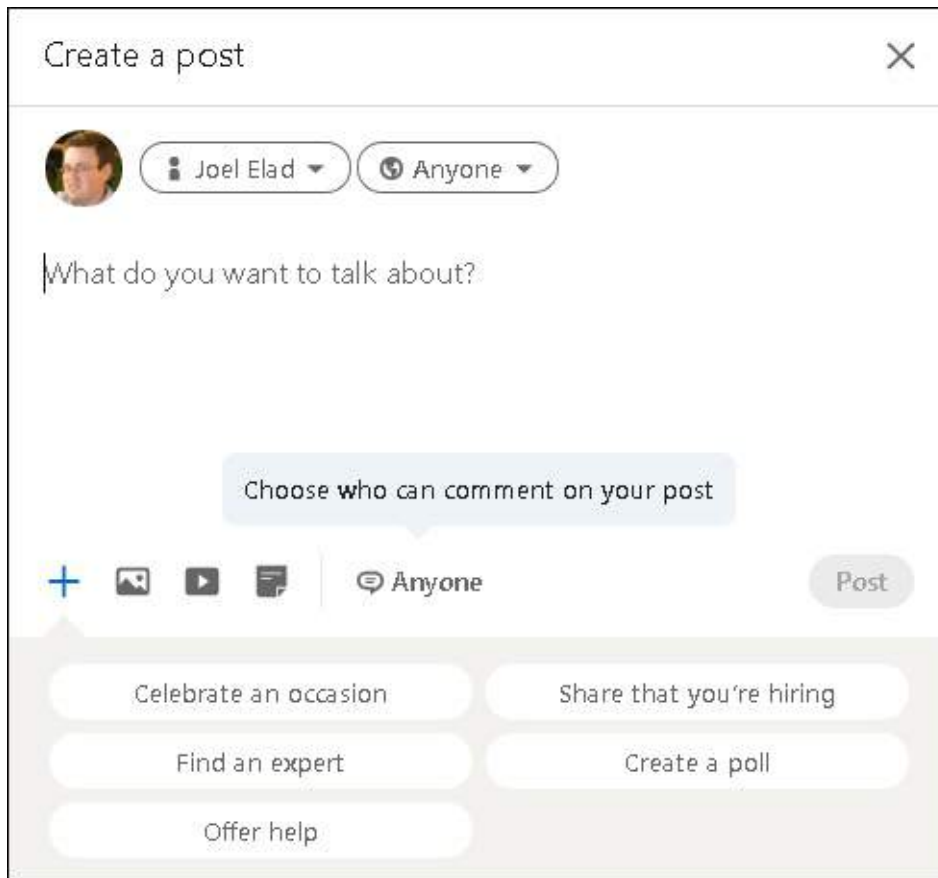 Create a post
Joel Elad Anyone
What do you want to talk about?
Choose who can comment on your post
Anyone Post
Celebrate an occasion Share that you're hiring
Find an expert Create a poll
Offer help